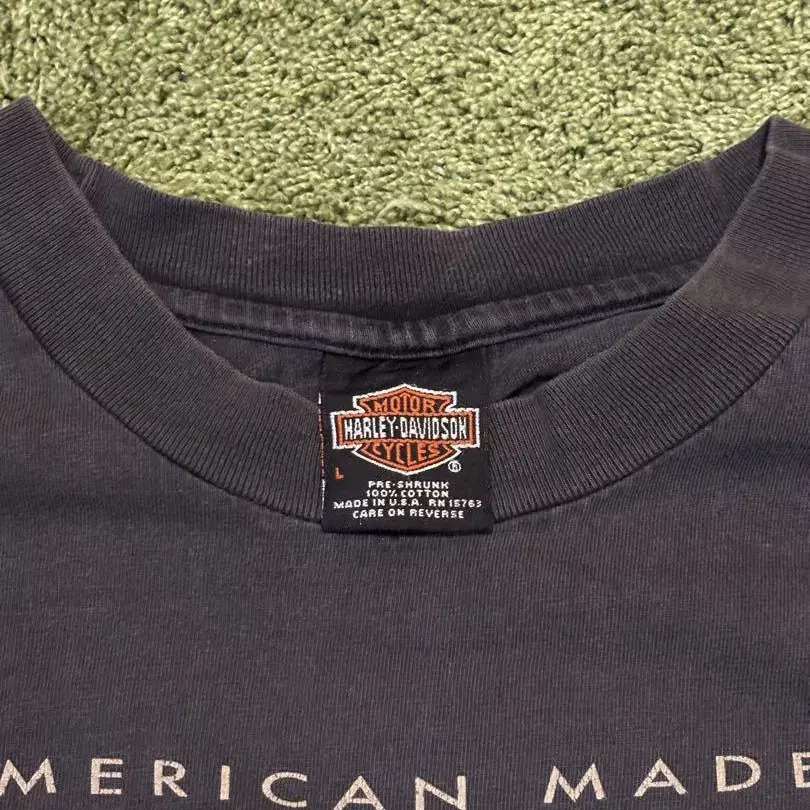 MOTOR
HARLEY-DAVIDSON
CYCLES
®
L
PRE-SHRUNK
100% COTTON
MADE IN U.S.A. RN 15763
CARE ON REVERSE
MERICAN MADE